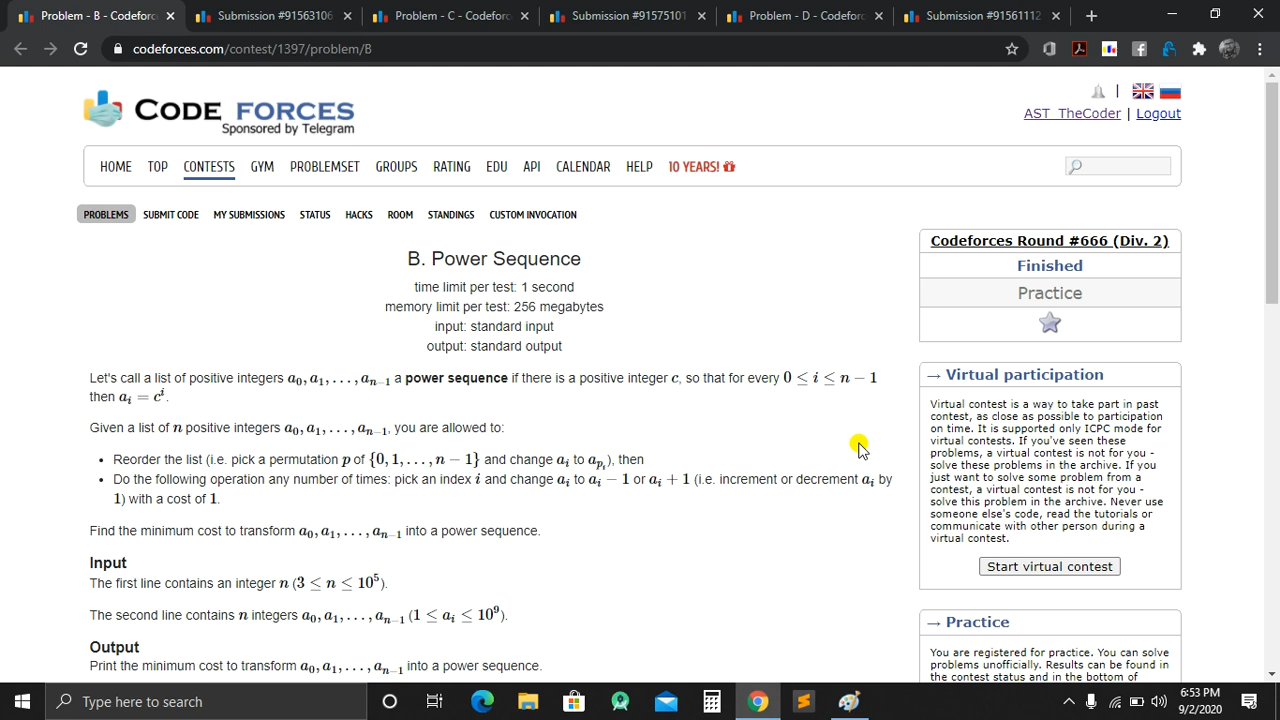 Problem - B - Codeforc
Submission #91563106
Problem - C - Codeforc
Submission #91575101
Problem - D - Codeforc
Submission #91561112
codeforces.com/contest/1397/problem/B
CODE FORCES
Sponsored by Telegram
AST_TheCoder | Logout
HOME TOP CONTESTS GYM PROBLEMSET GROUPS RATING EDU API CALENDAR HELP 10 YEARS!
PROBLEMS SUBMIT CODE MY SUBMISSIONS STATUS HACKS ROOM STANDINGS CUSTOM INVOCATION
B. Power Sequence
time limit per test: 1 second
memory limit per test: 256 megabytes
input: standard input
output: standard output
Let's call a list of positive integers a₀, a₁, . . . , aₙ₋₁ a power sequence if there is a positive integer c, so that for every 0 ≤ i ≤ n − 1
then aᵢ = cⁱ.
Given a list of n positive integers a₀, a₁, . . . , aₙ₋₁, you are allowed to:
• Reorder the list (i.e. pick a permutation p of {0, 1, . . . , n − 1} and change aᵢ to a_{pᵢ}), then
• Do the following operation any number of times: pick an index i and change aᵢ to aᵢ − 1 or aᵢ + 1 (i.e. increment or decrement aᵢ by
1) with a cost of 1.
Find the minimum cost to transform a₀, a₁, . . . , aₙ₋₁ into a power sequence.
Input
The first line contains an integer n (3 ≤ n ≤ 10⁵).
The second line contains n integers a₀, a₁, . . . , aₙ₋₁ (1 ≤ aᵢ ≤ 10⁹).
Output
Print the minimum cost to transform a₀, a₁, . . . , aₙ₋₁ into a power sequence.
Codeforces Round #666 (Div. 2)
Finished
Practice
→ Virtual participation
Virtual contest is a way to take part in past
contest, as close as possible to participation
on time. It is supported only ICPC mode for
virtual contests. If you've seen these
problems, a virtual contest is not for you -
solve these problems in the archive. If you
just want to solve some problem from a
contest, a virtual contest is not for you -
solve this problem in the archive. Never use
someone else's code, read the tutorials or
communicate with other person during a
virtual contest.
Start virtual contest
→ Practice
You are registered for practice. You can solve
problems unofficially. Results can be found in
the contest status and in the bottom of
Type here to search
6:53 PM
9/2/2020